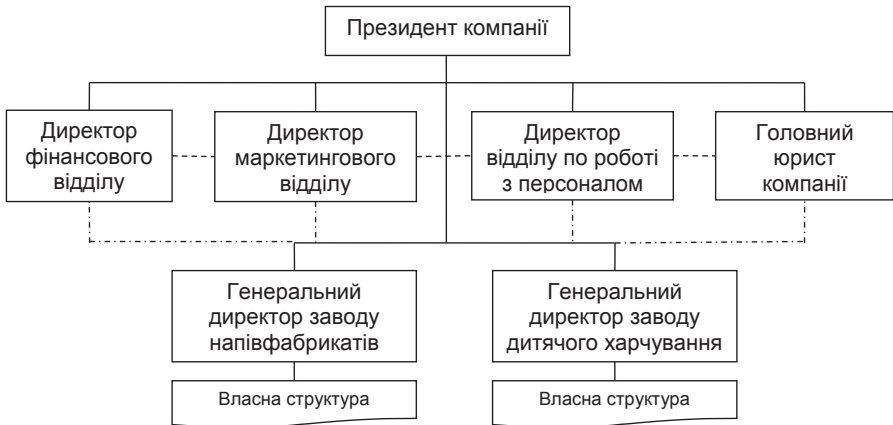 Президент компанії
Директор
фінансового
відділу
Директор
маркетингового
відділу
Директор
відділу по роботі
з персоналом
Головний
юрист
компанії
Генеральний
директор заводу
напівфабрикатів
Генеральний
директор заводу
дитячого харчування
Власна структура
Власна структура